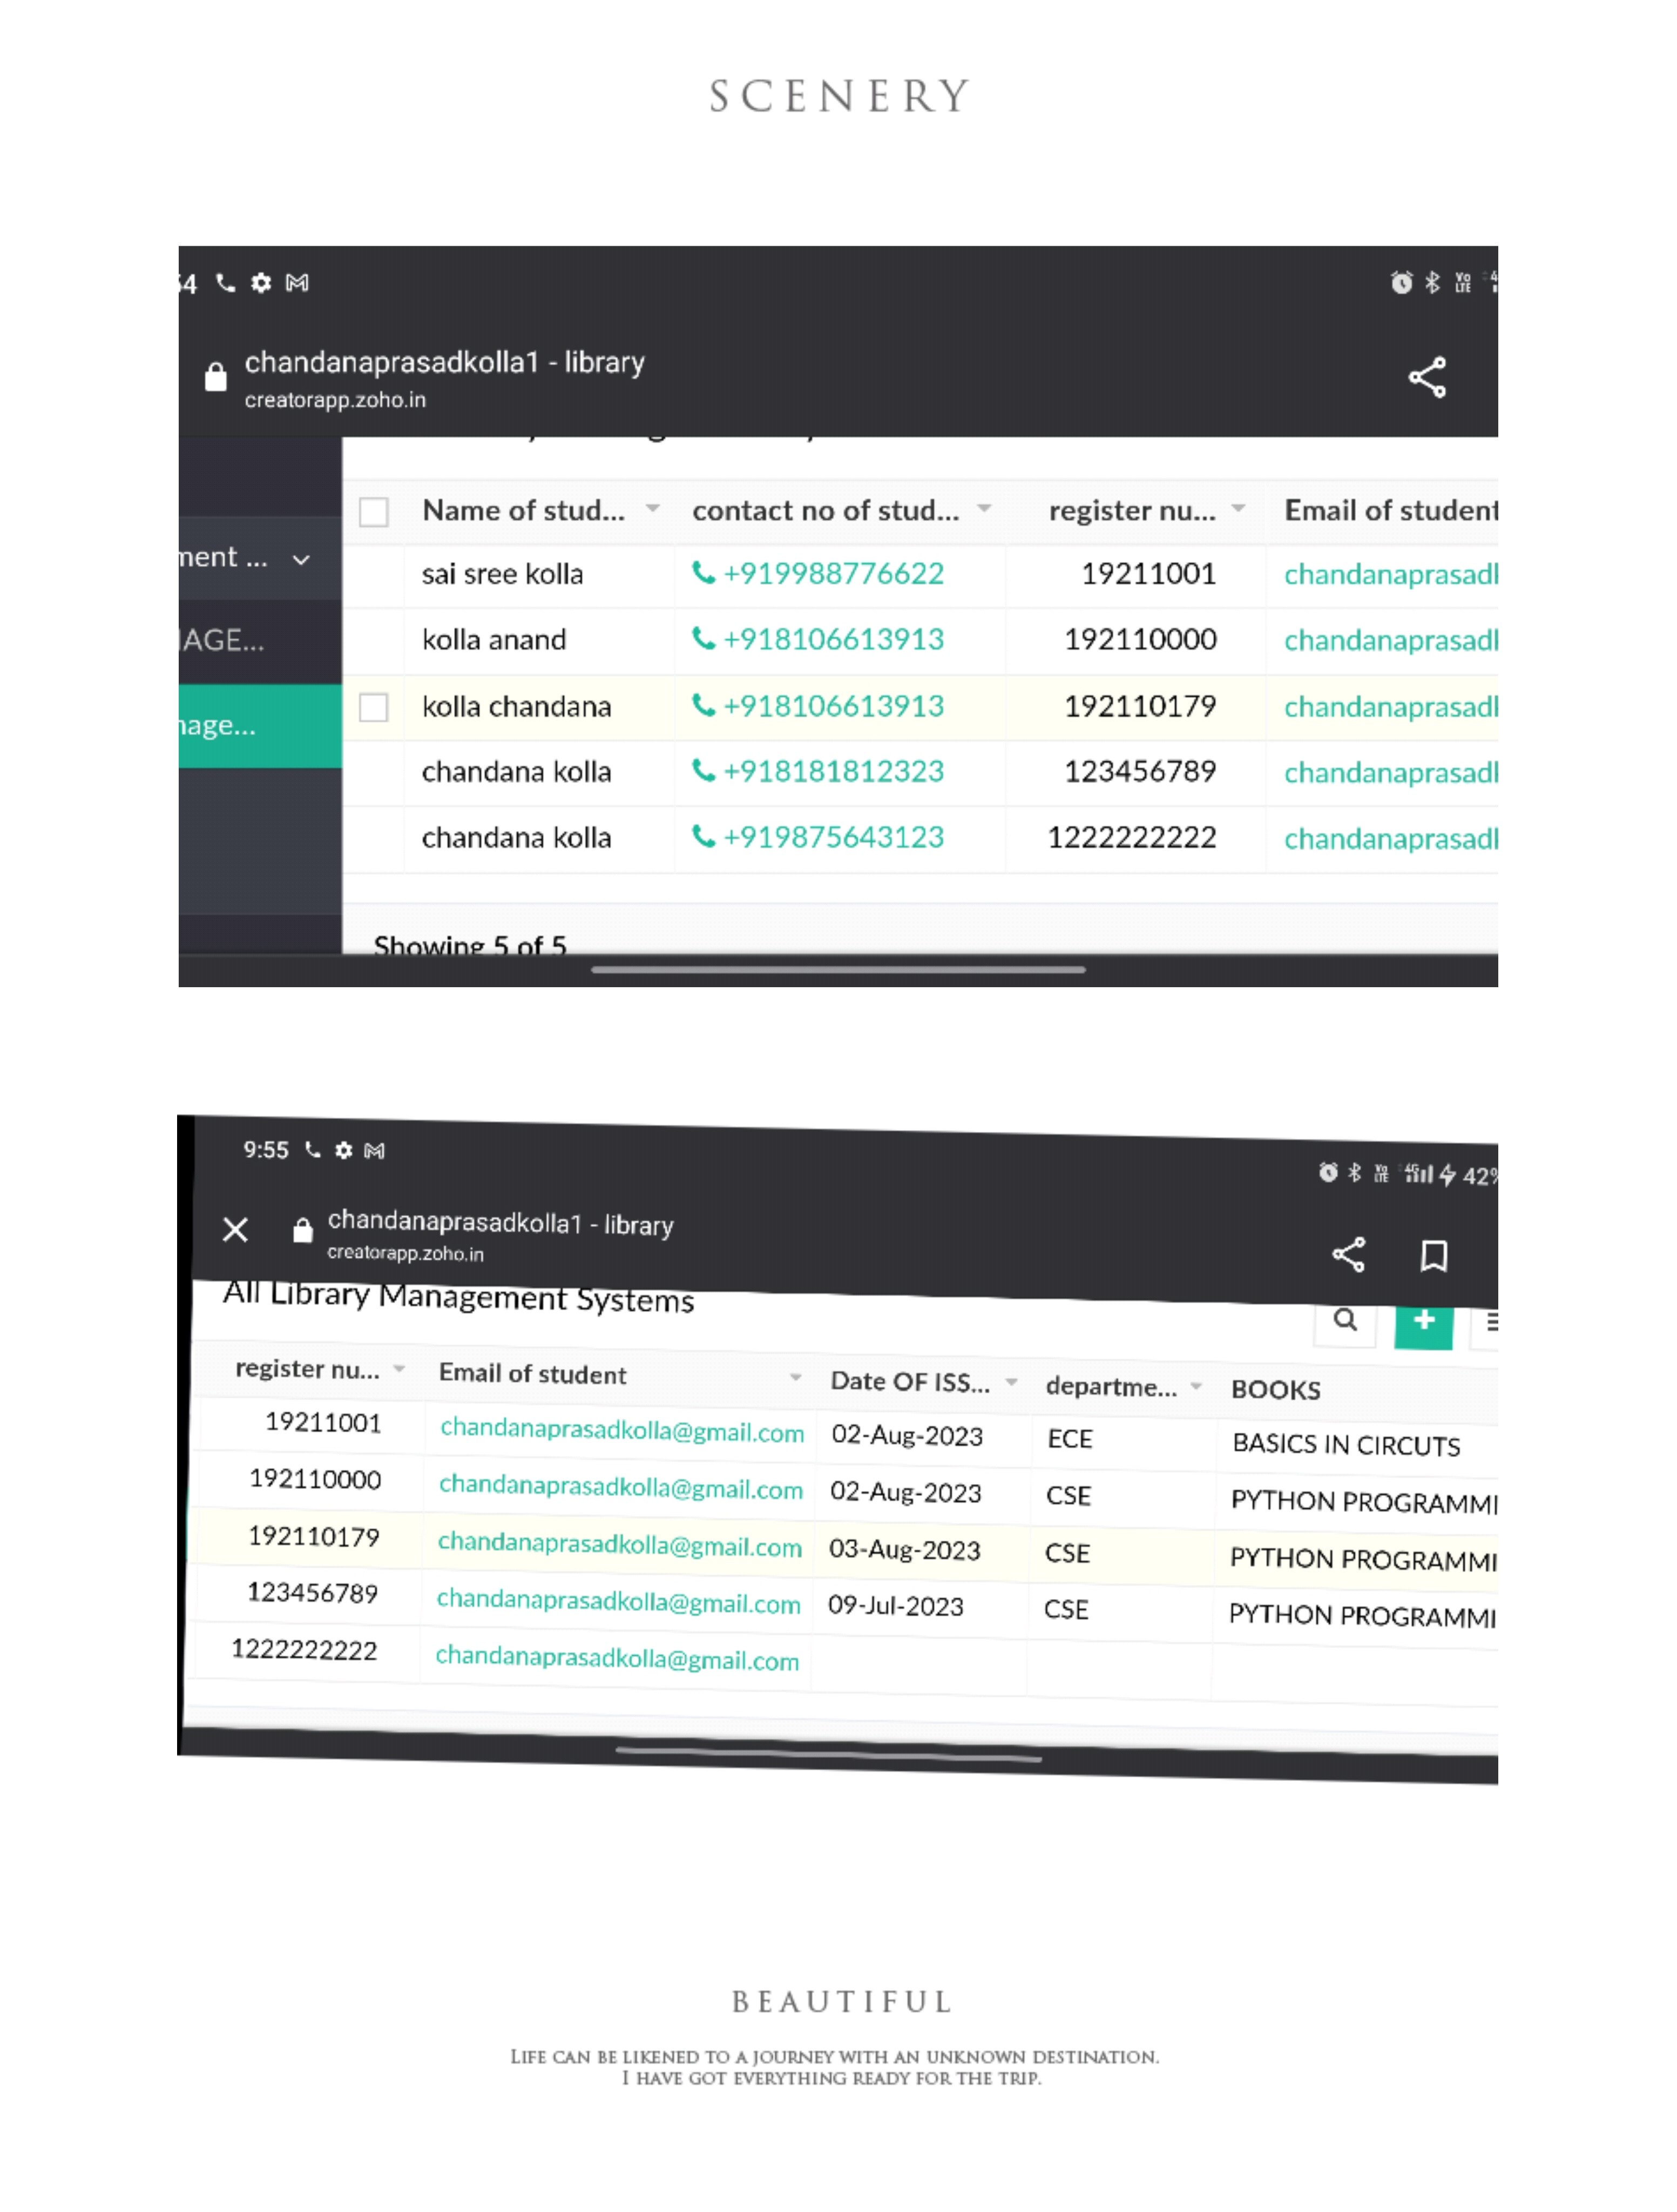 SCENERY
chandanaprasadkolla1 - library
creatorapp.zoho.in
Name of stud... contact no of stud... register nu... Email of student
ment ...
sai sree kolla +919988776622 19211001 chandanaprasad
AGE...
kolla anand +918106613913 192110000 chandanaprasad
kolla chandana +918106613913 192110179 chandanaprasad
age...
chandana kolla +918181812323 123456789 chandanaprasad
chandana kolla +919875643123 1222222222 chandanaprasad
Showing 5 of 5
9:55
42%
chandanaprasadkolla1 - library
creatorapp.zoho.in
All Library Management Systems
register nu... Email of student Date OF ISS... departme... BOOKS
19211001 chandanaprasadkolla@gmail.com 02-Aug-2023 ECE BASICS IN CIRCUTS
192110000 chandanaprasadkolla@gmail.com 02-Aug-2023 CSE PYTHON PROGRAMMI
192110179 chandanaprasadkolla@gmail.com 03-Aug-2023 CSE PYTHON PROGRAMMI
123456789 chandanaprasadkolla@gmail.com 09-Jul-2023 CSE PYTHON PROGRAMMI
1222222222 chandanaprasadkolla@gmail.com
BEAUTIFUL
LIFE CAN BE LIKENED TO A JOURNEY WITH AN UNKNOWN DESTINATION.
I HAVE GOT EVERYTHING READY FOR THE TRIP.